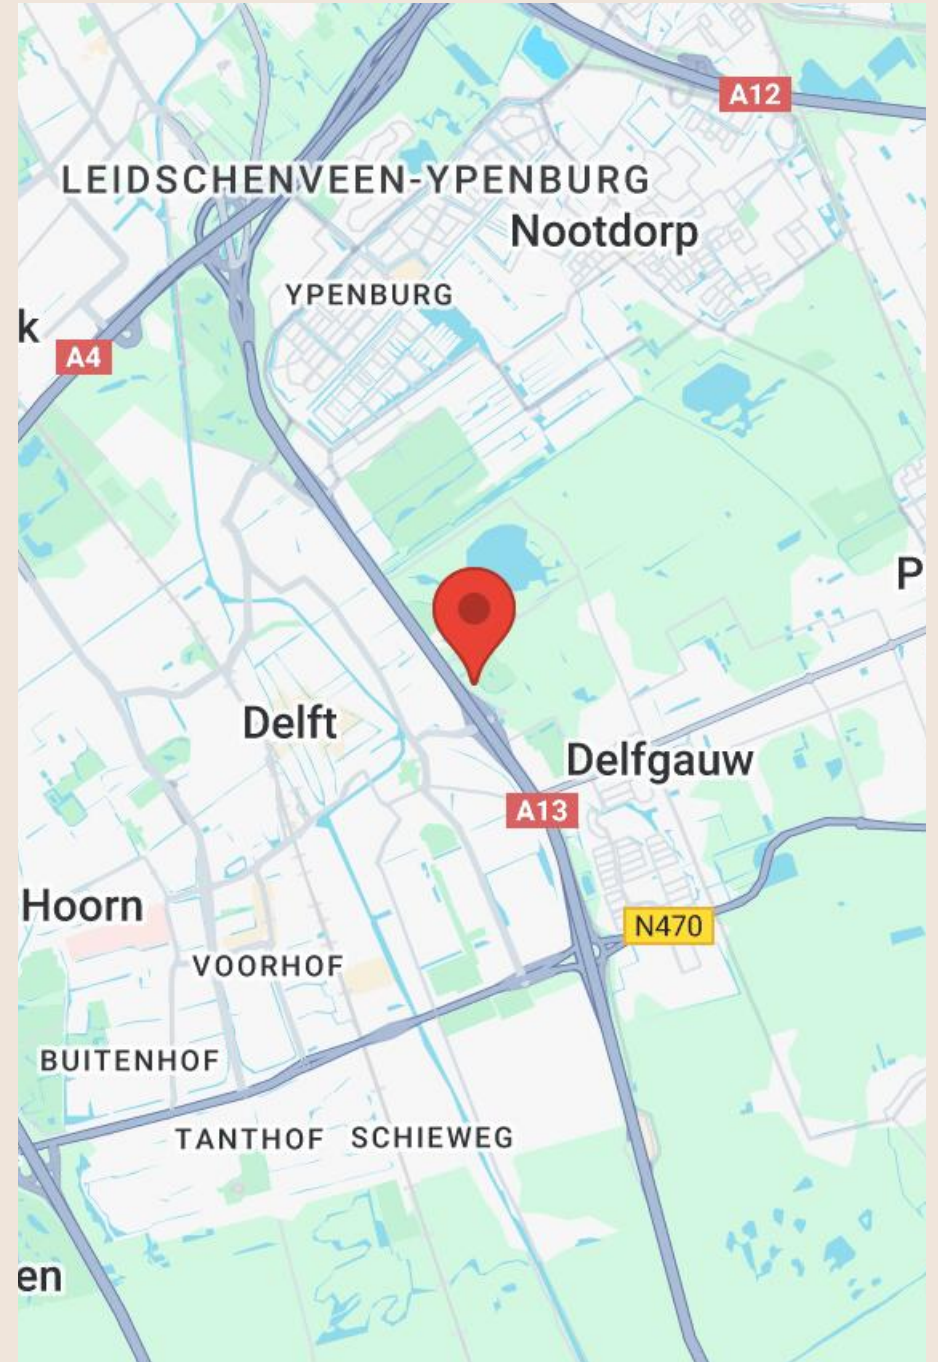 A12
LEIDSCHENVEEN-YPENBURG
Nootdorp
YPENBURG
k
A4
P
Delft
Delfgauw
A13
Hoorn
N470
VOORHOF
BUITENHOF
TANTHOF SCHIEWEG
en